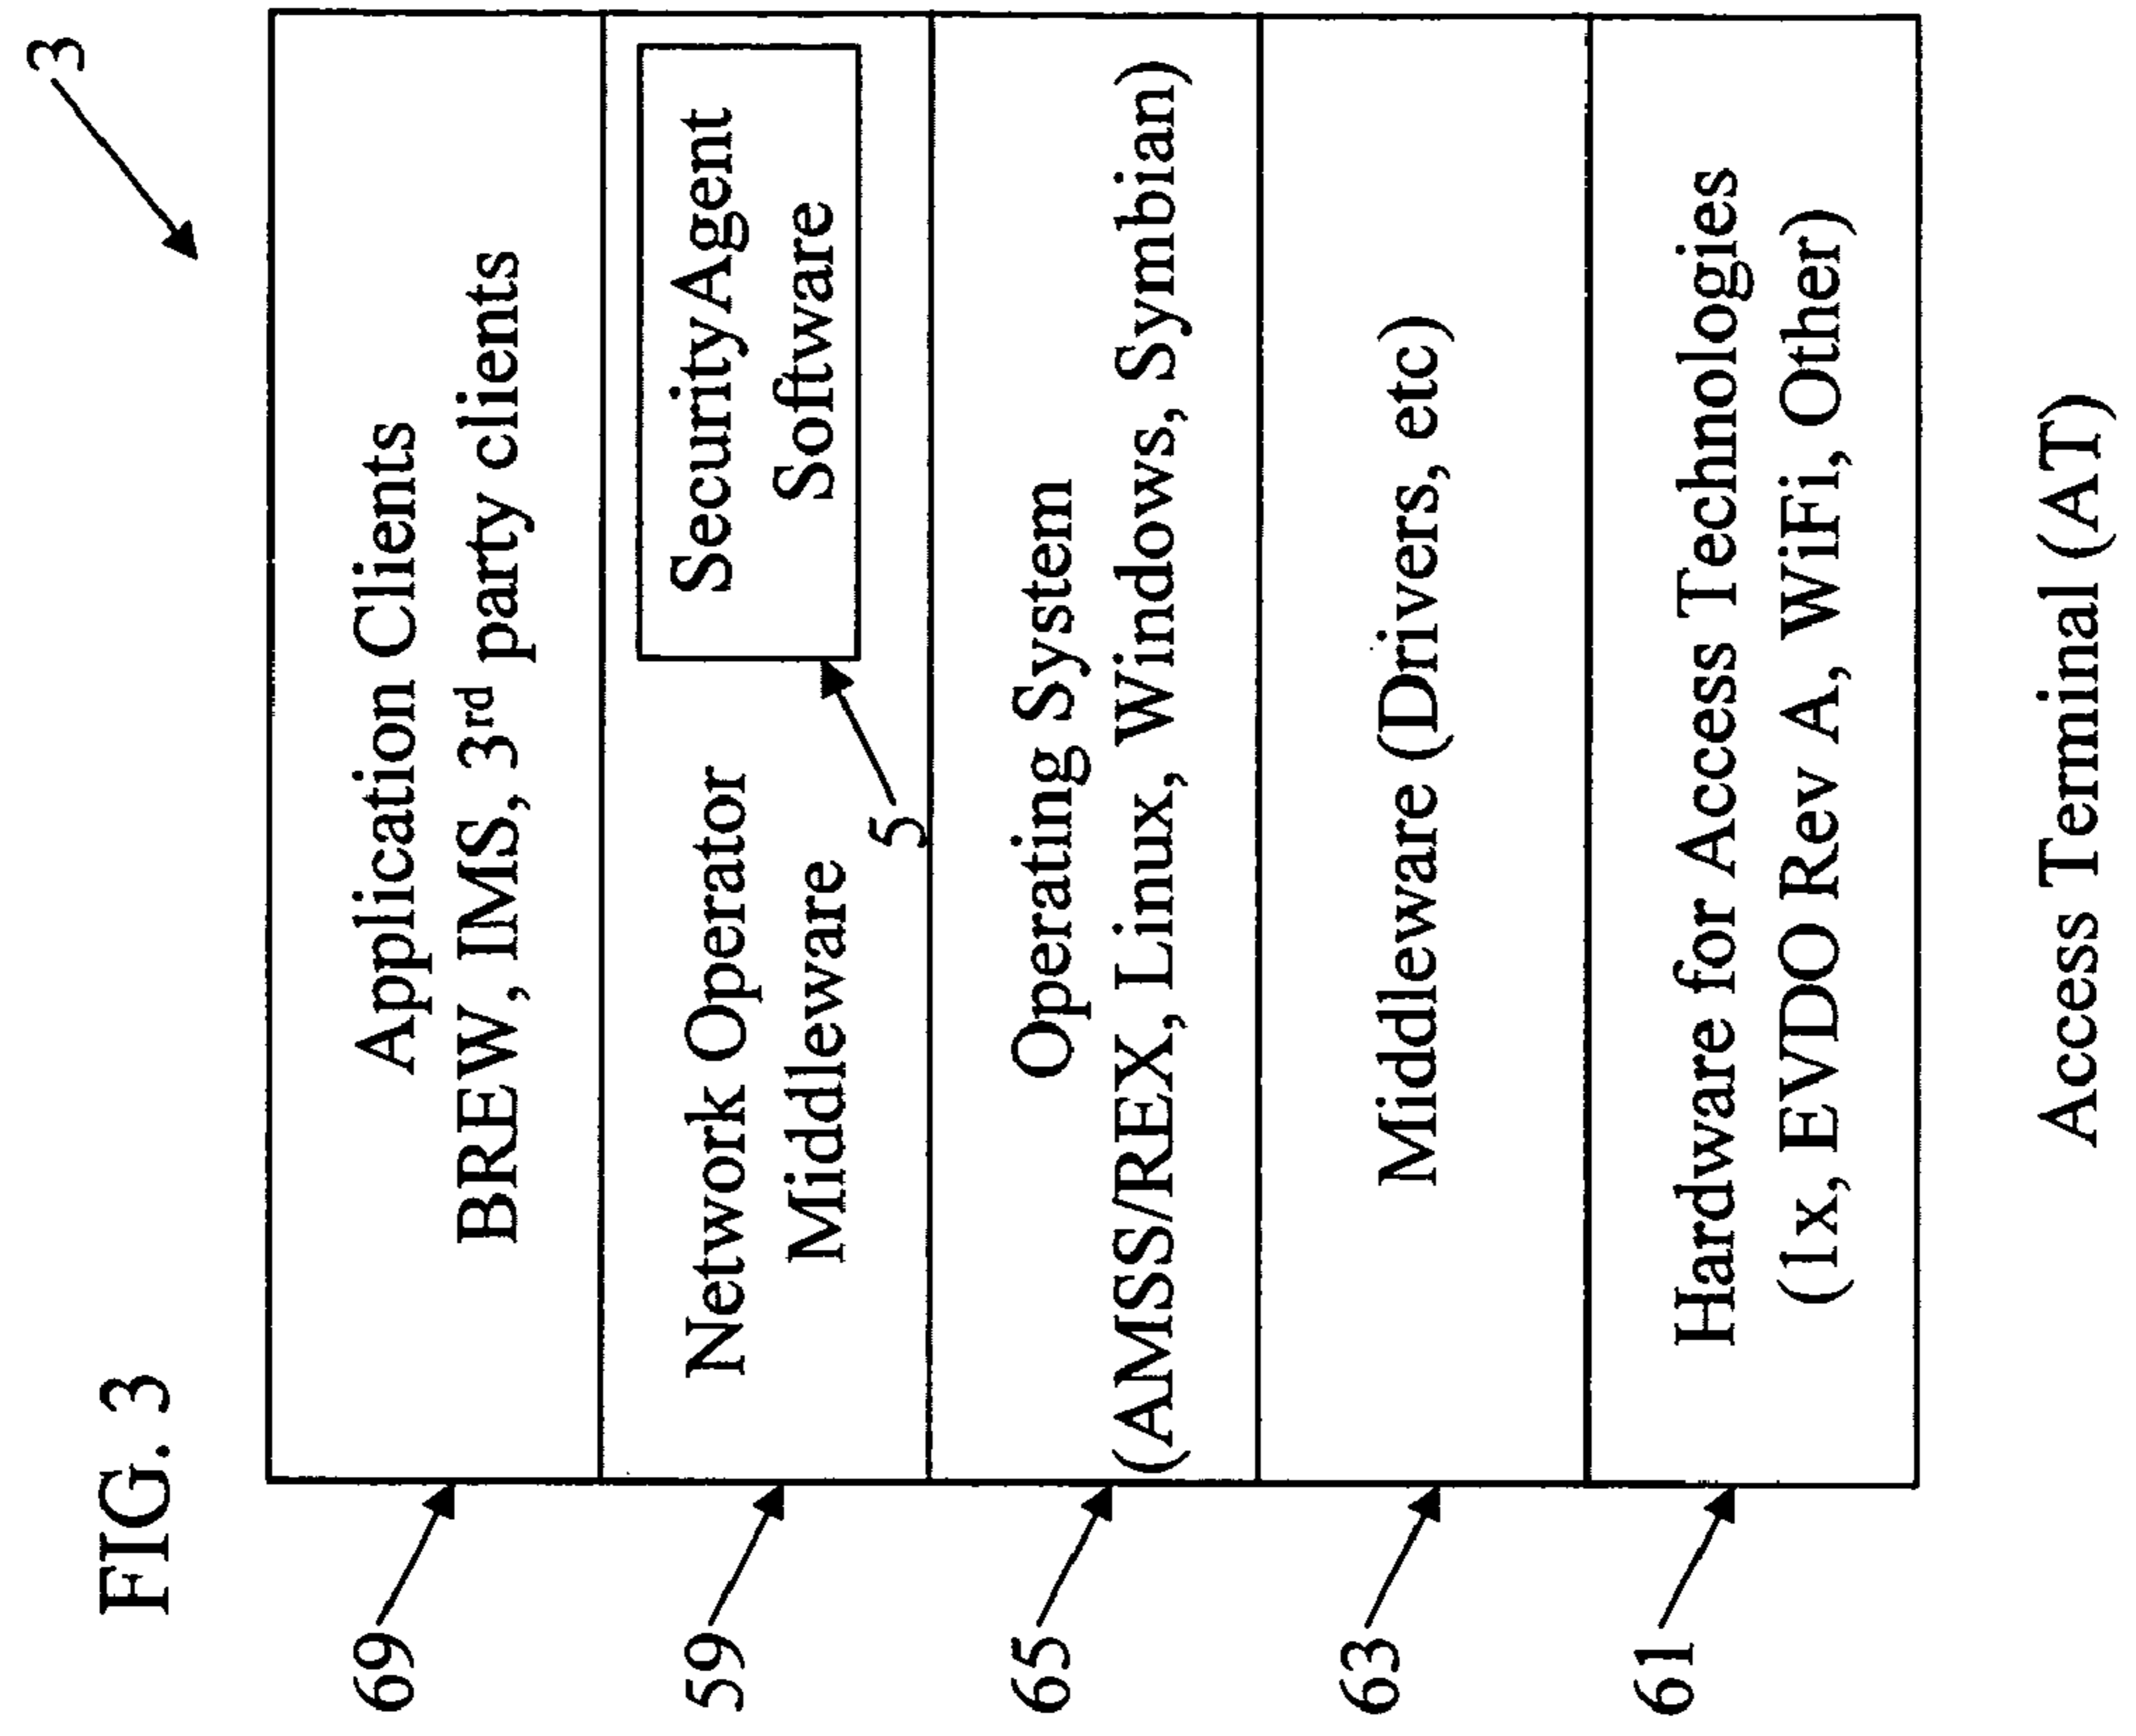 FIG. 3
3
69
Application Clients
BREW, IMS, 3rd party clients
59
Network Operator
Middleware
5
SecurityAgent
Software
65
Operating System
(AMSS/REX, Linux, Windows, Symbian)
63
Middleware (Drivers, etc)
61
Hardware for Access Technologies
(1x, EVDO Rev A, WiFi, Other)
Access Terminal (AT)